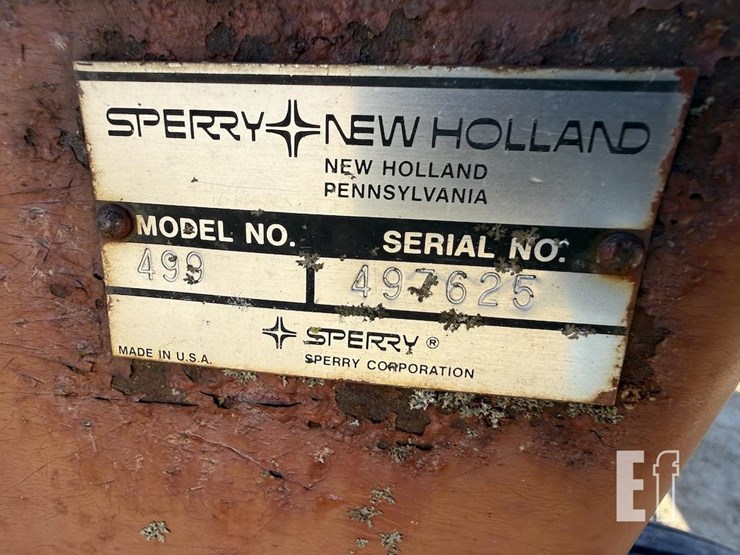 SPERRY NEW HOLLAND
NEW HOLLAND
PENNSYLVANIA
MODEL NO. SERIAL NO.
499 497625
SPERRY ®
MADE IN U.S.A. SPERRY CORPORATION
Ef